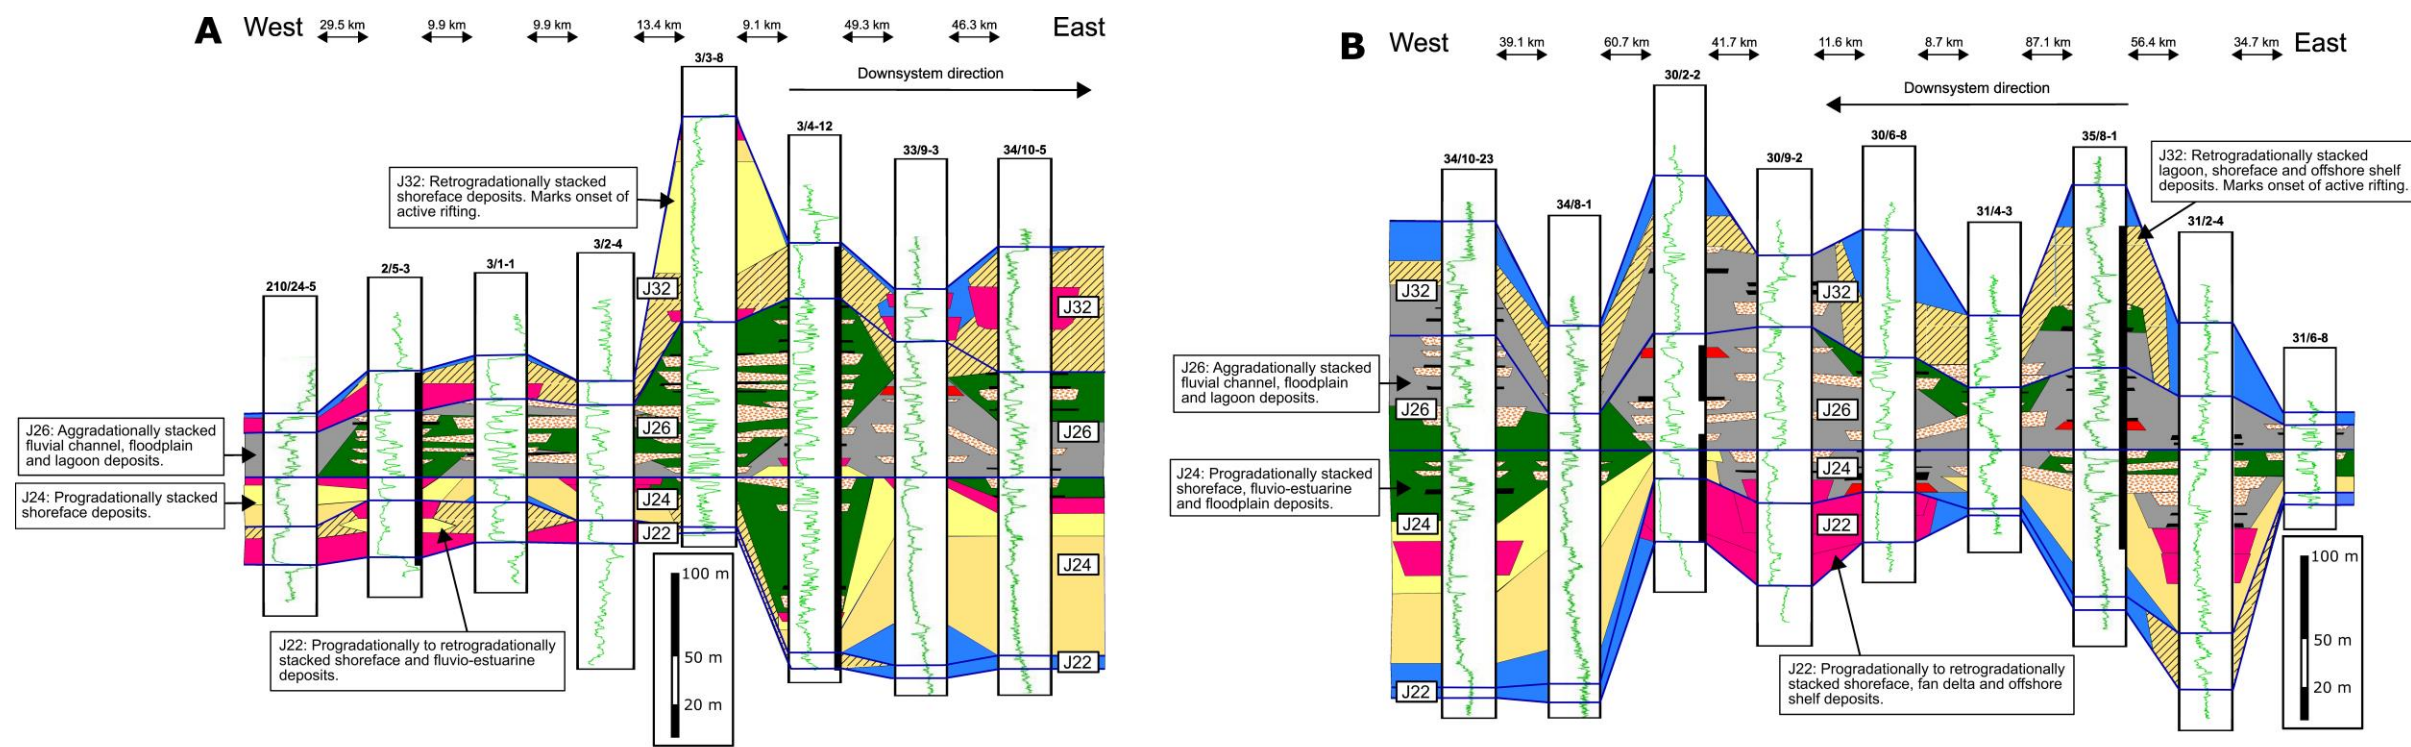 A West 29.5 km 9.9 km 9.9 km 13.4 km 9.1 km 49.3 km 46.3 km East
Downsystem direction
3/3-8
3/4-12
33/9-3
34/10-5
3/2-4
3/1-1
2/5-3
210/24-5
J32: Retrogradationally stacked
shoreface deposits. Marks onset of
active rifting.
J32
J32
J26: Aggradationally stacked
fluvial channel, floodplain
and lagoon deposits.
J26
J26
J24: Progradationally stacked
shoreface deposits.
J24
J22
J24
J22
J22: Progradationally to retrogradationally
stacked shoreface and fluvio-estuarine
deposits.
100 m
50 m
20 m
B West 39.1 km 60.7 km 41.7 km 11.6 km 8.7 km 87.1 km 56.4 km 34.7 km East
Downsystem direction
30/2-2
30/6-8
35/8-1
34/10-23
30/9-2
34/8-1
31/4-3
31/2-4
31/6-8
J32: Retrogradationally stacked
lagoon, shoreface and offshore shelf
deposits. Marks onset of active rifting.
J32
J32
J26: Aggradationally stacked
fluvial channel, floodplain
and lagoon deposits.
J26
J26
J24: Progradationally stacked
shoreface, fluvio-estuarine
and floodplain deposits.
J24
J24
J22
J22
J22: Progradationally to retrogradationally
stacked shoreface, fan delta and offshore
shelf deposits.
100 m
50 m
20 m